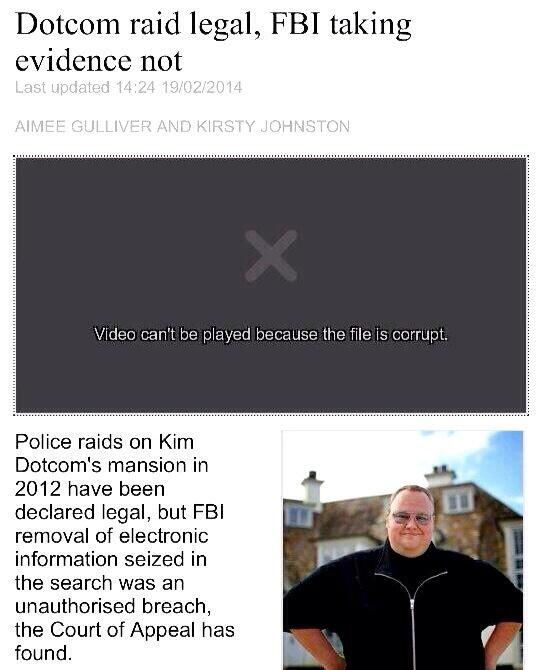 Dotcom raid legal, FBI taking
evidence not
Last updated 14:24 19/02/2014
AIMEE GULLIVER AND KIRSTY JOHNSTON
Video can't be played because the file is corrupt.
Police raids on Kim
Dotcom's mansion in
2012 have been
declared legal, but FBI
removal of electronic
information seized in
the search was an
unauthorised breach,
the Court of Appeal has
found.